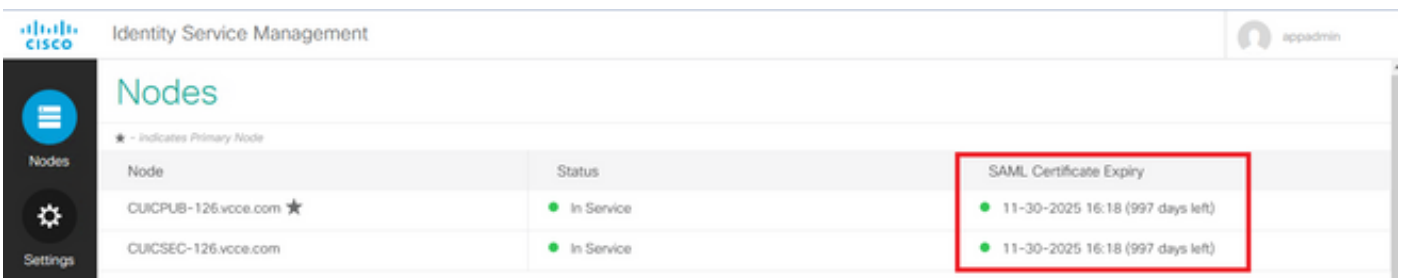 CISCO
Identity Service Management
appadmin
Nodes
★ - Indicates Primary Node
Nodes
Node Status SAML Certificate Expiry
CUICPUB-126.vcce.com ★ In Service 11-30-2025 16:18 (997 days left)
CUICSEC-126.vcce.com In Service 11-30-2025 16:18 (997 days left)
Settings